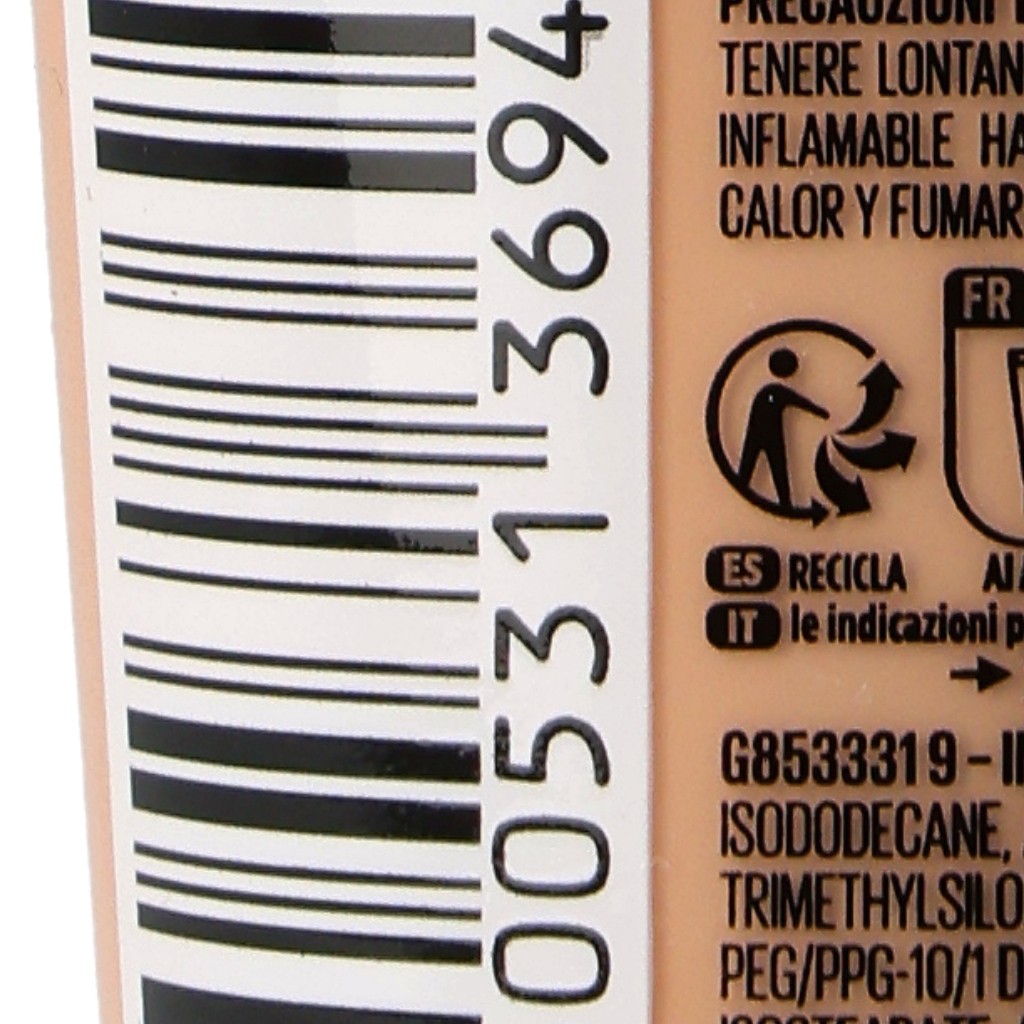 00531 3694
PRECAUZIONI
TENERE LONTAN
INFLAMABLE HA
CALOR Y FUMAR
FR
ES RECICLA
IT le indicazioni p
G8533319 – I
ISODODECANE,
TRIMETHYLSILO
PEG/PPG-10/1 D